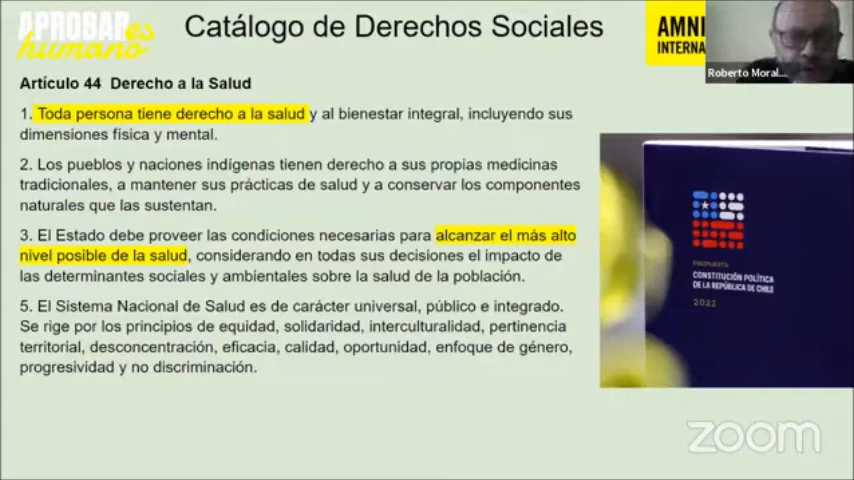 APROBAR es
humano
Catálogo de Derechos Sociales
AMNI
INTERNA
Roberto Moral...
Artículo 44 Derecho a la Salud
1. Toda persona tiene derecho a la salud y al bienestar integral, incluyendo sus
dimensiones física y mental.
2. Los pueblos y naciones indígenas tienen derecho a sus propias medicinas
tradicionales, a mantener sus prácticas de salud y a conservar los componentes
naturales que las sustentan.
3. El Estado debe proveer las condiciones necesarias para alcanzar el más alto
nivel posible de la salud, considerando en todas sus decisiones el impacto de
las determinantes sociales y ambientales sobre la salud de la población.
5. El Sistema Nacional de Salud es de carácter universal, público e integrado.
Se rige por los principios de equidad, solidaridad, interculturalidad, pertinencia
territorial, desconcentración, eficacia, calidad, oportunidad, enfoque de género,
progresividad y no discriminación.
PROPUESTA
CONSTITUCIÓN POLÍTICA
DE LA REPÚBLICA DE CHILE
2022
zoom